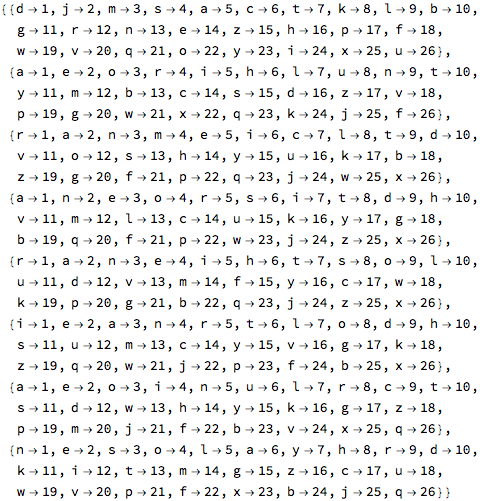 {{d→1, j→2, m→3, s→4, a→5, c→6, t→7, k→8, l→9, b→10,
g→11, r→12, n→13, e→14, z→15, h→16, p→17, f→18,
w→19, v→20, q→21, o→22, y→23, i→24, x→25, u→26},
{a→1, e→2, o→3, r→4, i→5, h→6, l→7, u→8, n→9, t→10,
y→11, m→12, b→13, c→14, s→15, d→16, z→17, v→18,
p→19, g→20, w→21, x→22, q→23, k→24, j→25, f→26},
{r→1, a→2, n→3, m→4, e→5, i→6, c→7, l→8, t→9, d→10,
v→11, o→12, s→13, h→14, y→15, u→16, k→17, b→18,
z→19, g→20, f→21, p→22, q→23, j→24, w→25, x→26},
{a→1, n→2, e→3, o→4, r→5, s→6, i→7, t→8, d→9, h→10,
v→11, m→12, l→13, c→14, u→15, k→16, y→17, g→18,
b→19, q→20, f→21, p→22, w→23, j→24, z→25, x→26},
{r→1, a→2, n→3, e→4, i→5, h→6, t→7, s→8, o→9, l→10,
u→11, d→12, v→13, m→14, f→15, y→16, c→17, w→18,
k→19, p→20, g→21, b→22, q→23, j→24, z→25, x→26},
{i→1, e→2, a→3, n→4, r→5, t→6, l→7, o→8, d→9, h→10,
s→11, u→12, m→13, c→14, y→15, v→16, g→17, k→18,
z→19, q→20, w→21, j→22, p→23, f→24, b→25, x→26},
{a→1, e→2, o→3, i→4, n→5, u→6, l→7, r→8, c→9, t→10,
s→11, d→12, w→13, h→14, y→15, k→16, g→17, z→18,
p→19, m→20, j→21, f→22, b→23, v→24, x→25, q→26},
{n→1, e→2, s→3, o→4, l→5, a→6, y→7, h→8, r→9, d→10,
k→11, i→12, t→13, m→14, g→15, z→16, c→17, u→18,
w→19, v→20, p→21, f→22, x→23, b→24, j→25, q→26}}